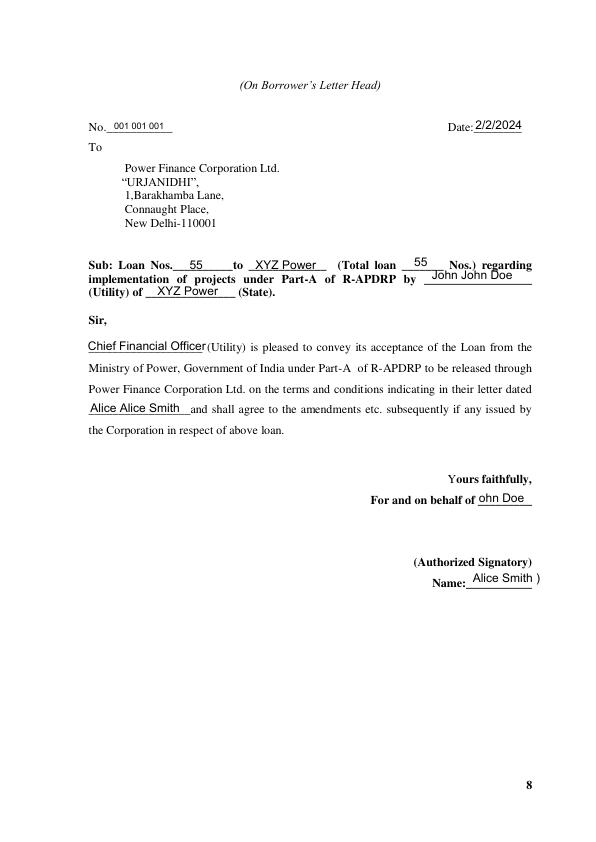 (On Borrower's Letter Head)
No. 001 001 001 Date: 2/2/2024
To
Power Finance Corporation Ltd.
“URJANIDHI”,
1,Barakhamba Lane,
Connaught Place,
New Delhi-110001
Sub: Loan Nos. 55 to XYZ Power (Total loan 55 Nos.) regarding
implementation of projects under Part-A of R-APDRP by John John Doe
(Utility) of XYZ Power (State).
Sir,
Chief Financial Officer (Utility) is pleased to convey its acceptance of the Loan from the
Ministry of Power, Government of India under Part-A of R-APDRP to be released through
Power Finance Corporation Ltd. on the terms and conditions indicating in their letter dated
Alice Alice Smith and shall agree to the amendments etc. subsequently if any issued by
the Corporation in respect of above loan.
Yours faithfully,
For and on behalf of ohn Doe
(Authorized Signatory)
Name: Alice Smith )
8